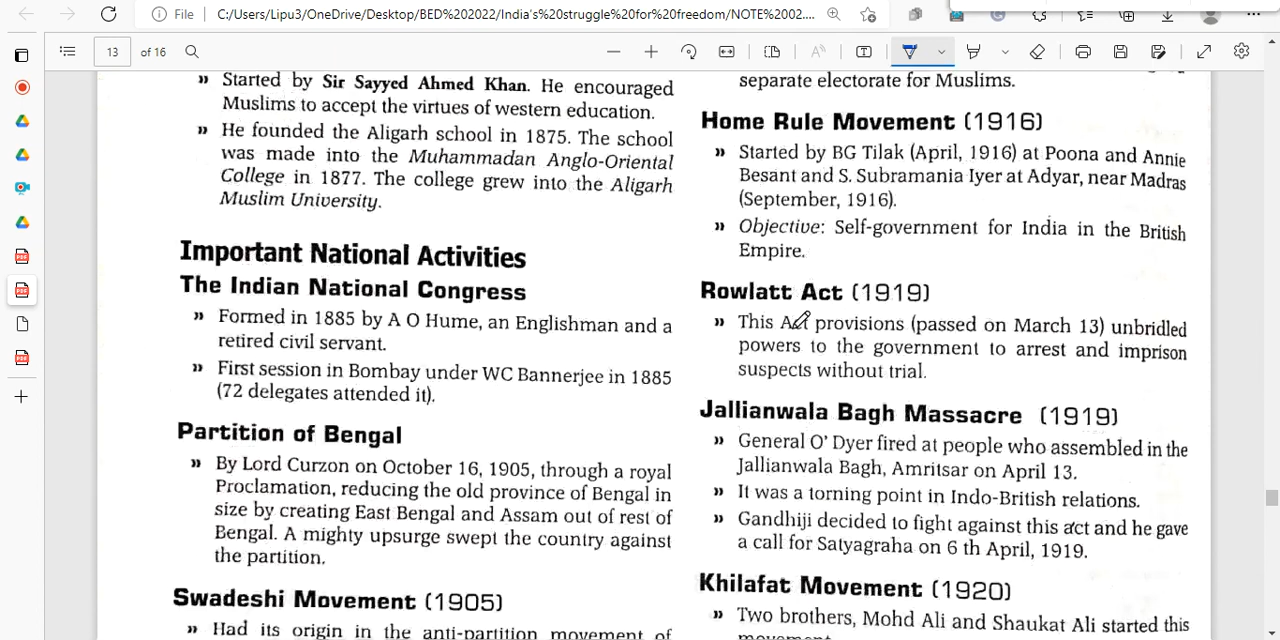 File
C:/Users/Lipu3/OneDrive/Desktop/BED%202022/India's%20struggle%20for%20freedom/NOTE%2002....
13 of 16
» Started by Sir Sayyed Ahmed Khan. He encouraged
Muslims to accept the virtues of western education.
» He founded the Aligarh school in 1875. The school
was made into the Muhammadan Anglo-Oriental
College in 1877. The college grew into the Aligarh
Muslim University.
Important National Activities
The Indian National Congress
» Formed in 1885 by A O Hume, an Englishman and a
retired civil servant.
» First session in Bombay under WC Bannerjee in 1885
(72 delegates attended it).
Partition of Bengal
» By Lord Curzon on October 16, 1905, through a royal
Proclamation, reducing the old province of Bengal in
size by creating East Bengal and Assam out of rest of
Bengal. A mighty upsurge swept the country against
the partition.
Swadeshi Movement (1905)
» Had its origin in the anti-partition movement of
separate electorate for Muslims.
Home Rule Movement (1916)
» Started by BG Tilak (April, 1916) at Poona and Annie
Besant and S. Subramania Iyer at Adyar, near Madras
(September, 1916).
» Objective: Self-government for India in the British
Empire.
Rowlatt Act (1919)
» This Act provisions (passed on March 13) unbridled
powers to the government to arrest and imprison
suspects without trial.
Jallianwala Bagh Massacre (1919)
» General O' Dyer fired at people who assembled in the
Jallianwala Bagh, Amritsar on April 13.
» It was a torning point in Indo-British relations.
» Gandhiji decided to fight against this act and he gave
a call for Satyagraha on 6 th April, 1919.
Khilafat Movement (1920)
» Two brothers, Mohd Ali and Shaukat Ali started this
movement